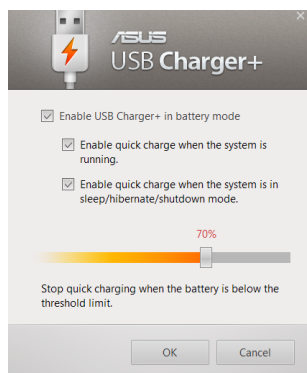 ASUS
USB Charger+
Enable USB Charger+ in battery mode
Enable quick charge when the system is
running.
Enable quick charge when the system is in
sleep/hibernate/shutdown mode.
70%
Stop quick charging when the battery is below the
threshold limit.
OK
Cancel